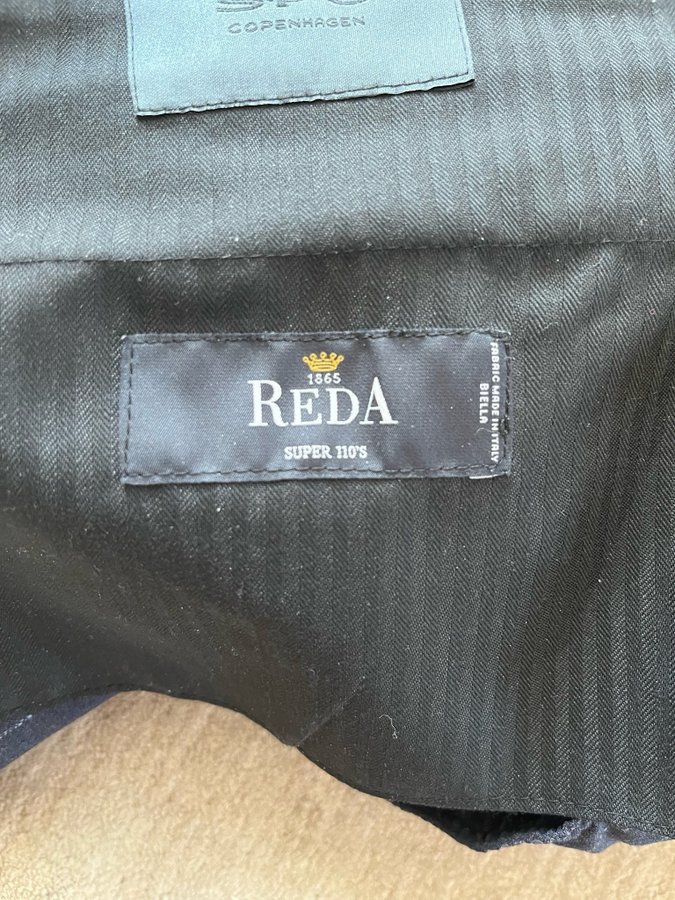 COPENHAGEN
1865
REDA
SUPER 110'S
FABRIC MADE IN ITALY
BIELLA